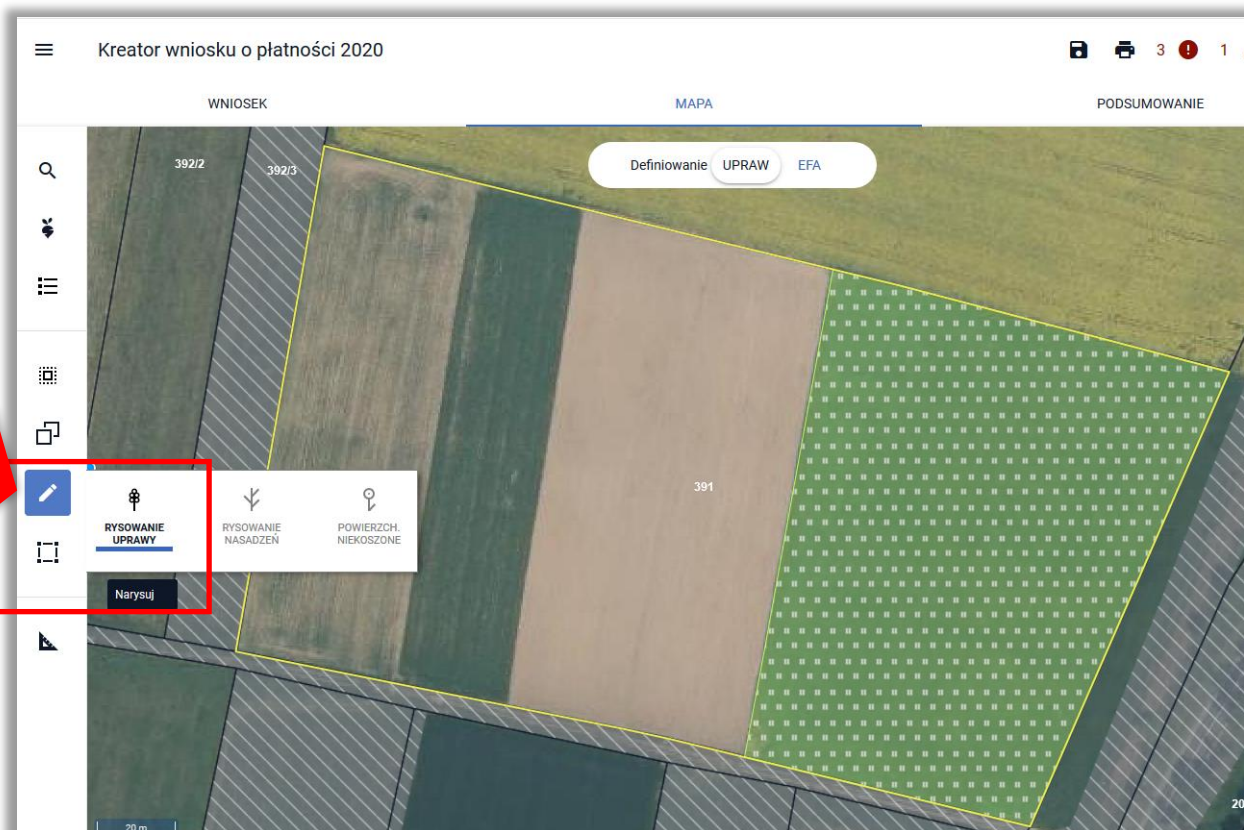 Kreator wniosku o płatności 2020
3
1
WNIOSEK
MAPA
PODSUMOWANIE
392/2
392/3
Definiowanie UPRAW EFA
391
RYSOWANIE
UPRAWY
RYSOWANIE
NASADZEŃ
POWIERZCH.
NIEKOSZONE
Narysuj
20 m
20